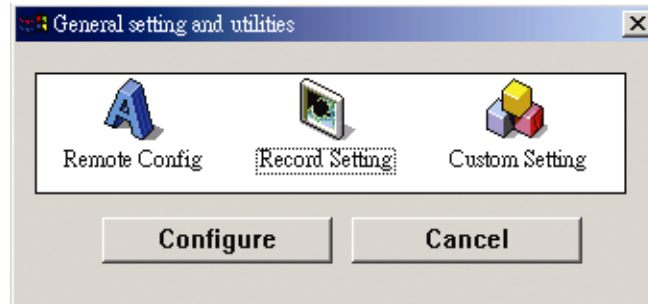 General setting and utilities
Remote Config Record Setting Custom Setting
Configure Cancel